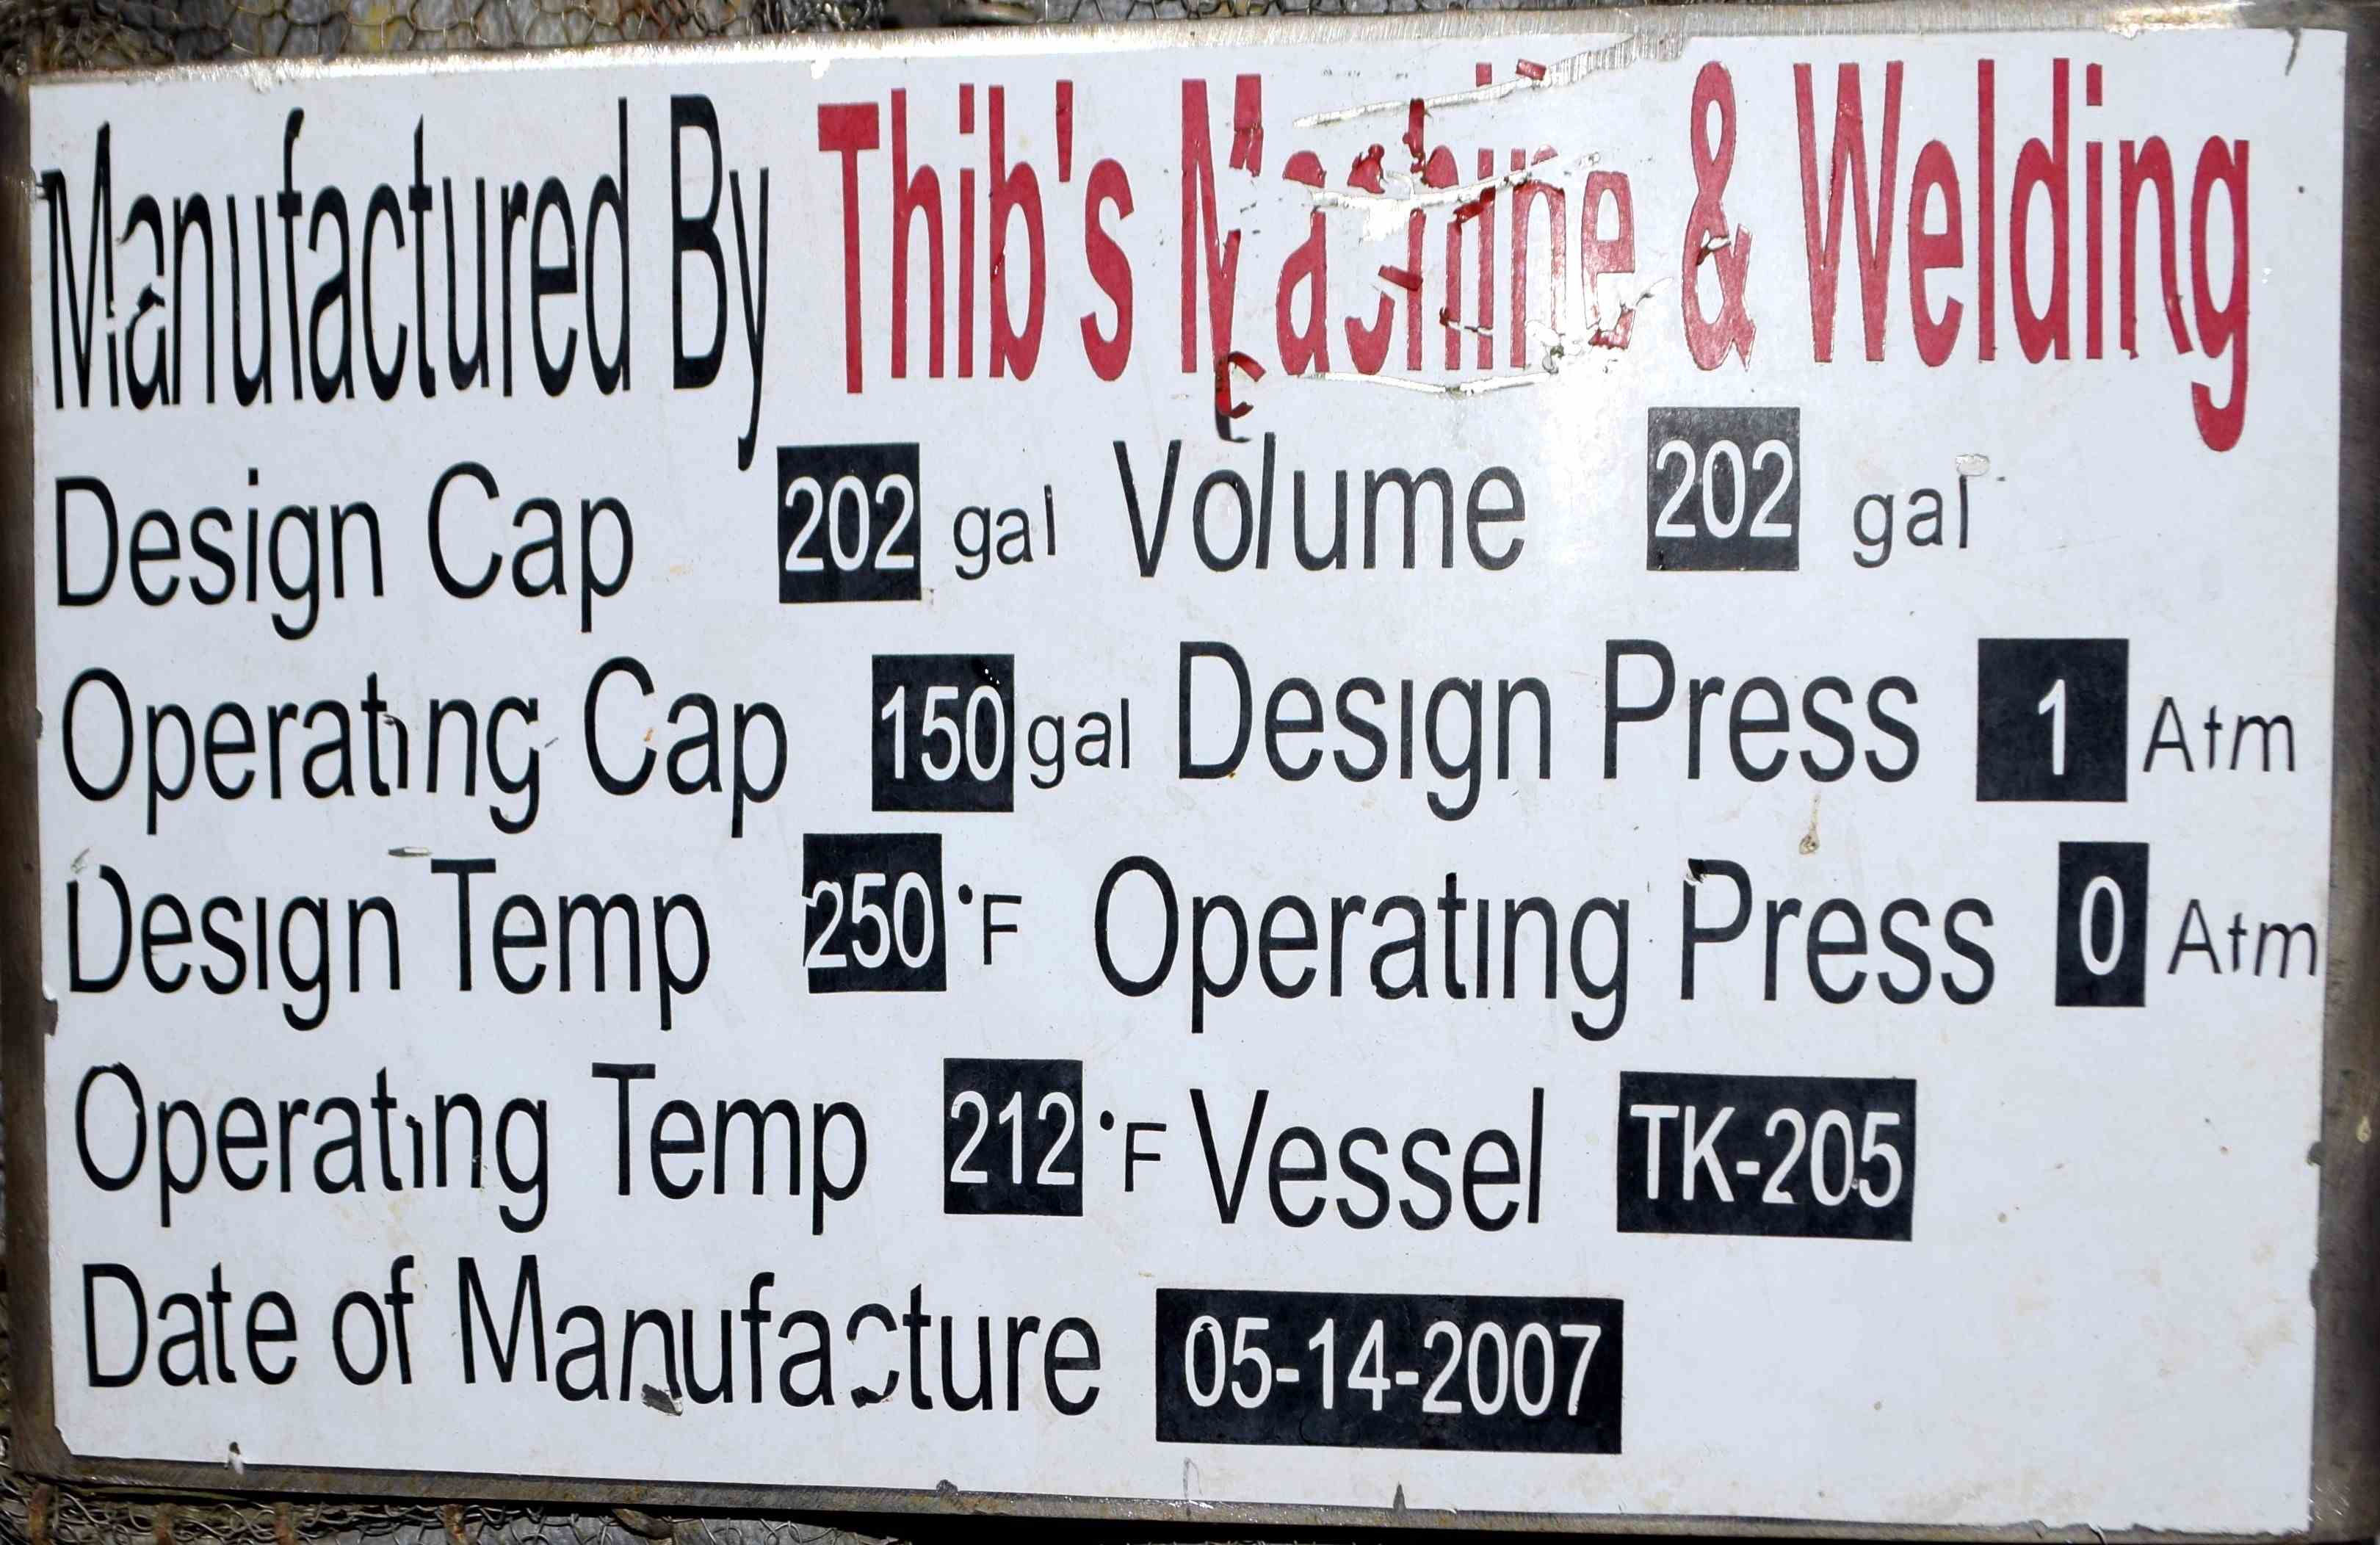 Manufactured By Thib's Machine & Welding
Design Cap 202 gal Volume 202 gal
Operating Cap 150 gal Design Press 1 Atm
Design Temp 250 °F Operating Press 0 Atm
Operating Temp 212 °F Vessel TK-205
Date of Manufacture 05-14-2007